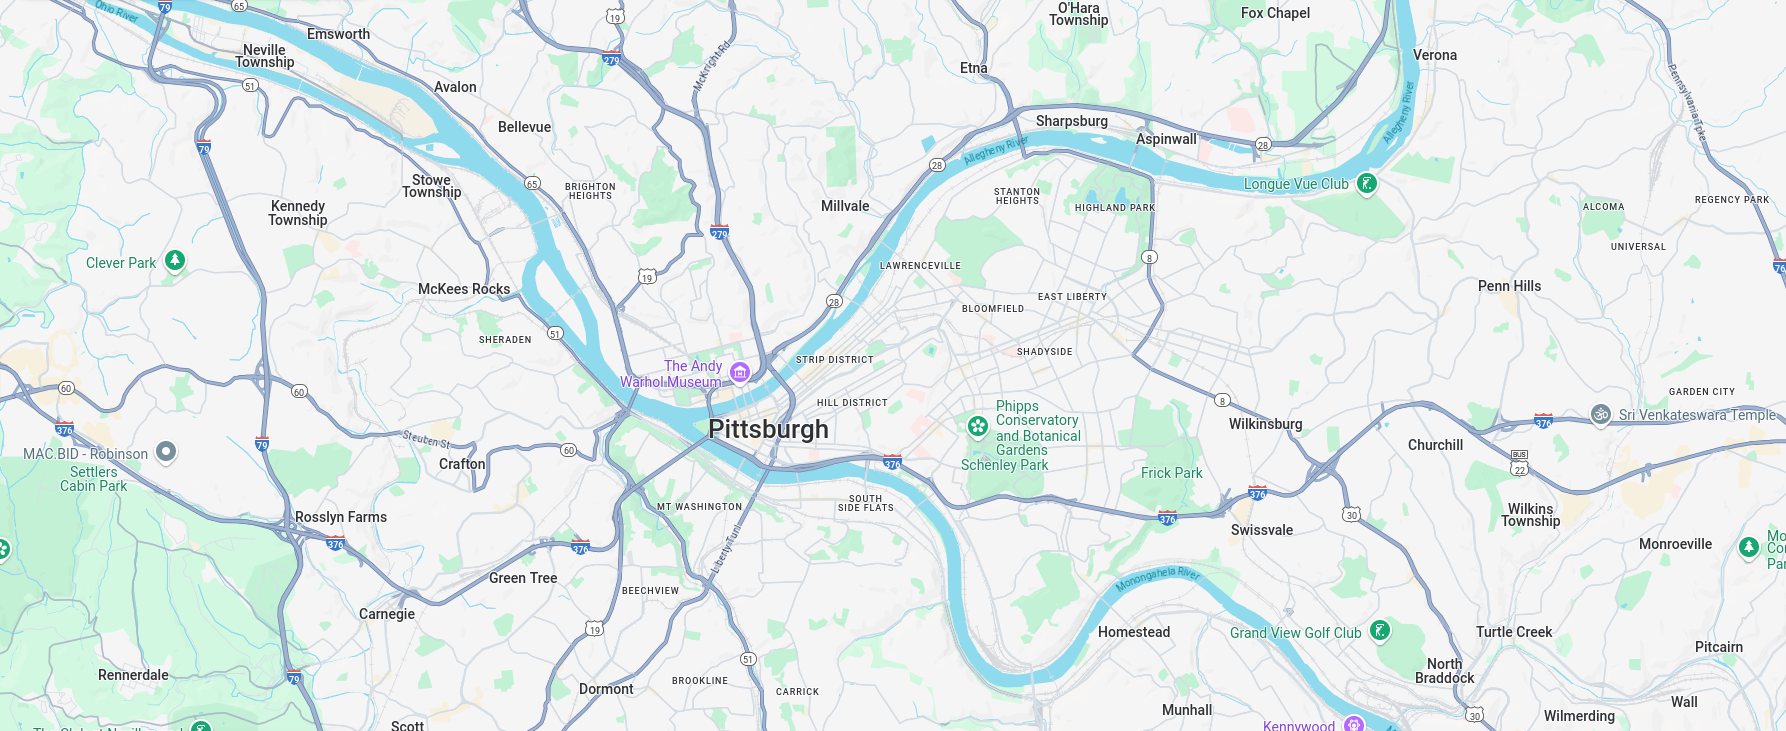 Ohio River
79
65
Emsworth
Neville
Township
51
19
279
McKnight Rd
O'Hara
Township
Fox Chapel
Verona
Etna
Avalon
Bellevue
Sharpsburg
Aspinwall
28
Allegheny River
Allegheny River
Pennsylvania Tpke
79
28
65
Stowe
Township
BRIGHTON
HEIGHTS
Kennedy
Township
Millvale
STANTON
HEIGHTS
HIGHLAND PARK
Longue Vue Club
ALCOMA
REGENCY PARK
279
UNIVERSAL
Clever Park
19
LAWRENCEVILLE
8
76
McKees Rocks
28
BLOOMFIELD
EAST LIBERTY
Penn Hills
51
SHERADEN
STRIP DISTRICT
SHADYSIDE
The Andy
Warhol Museum
60
60
HILL DISTRICT
8
GARDEN CITY
Phipps
Conservatory
and Botanical
Gardens
Wilkinsburg
Sri Venkateswara Temple
376
376
Pittsburgh
79
Steuben St
60
Churchill
MAC.BID - Robinson
Settlers
Cabin Park
Crafton
376
Schenley Park
Frick Park
BUS
22
376
MT WASHINGTON
SOUTH
SIDE FLATS
Rosslyn Farms
376
376
376
30
Wilkins
Township
Swissvale
Monroeville
Mo
Co
Par
Liberty Tunl
Green Tree
BEECHVIEW
Monongahela River
Carnegie
19
Homestead
Grand View Golf Club
Turtle Creek
Pitcairn
51
79
Rennerdale
Dormont
BROOKLINE
CARRICK
North
Braddock
Munhall
30
Wall
Wilmerding
Scott
Kennywood